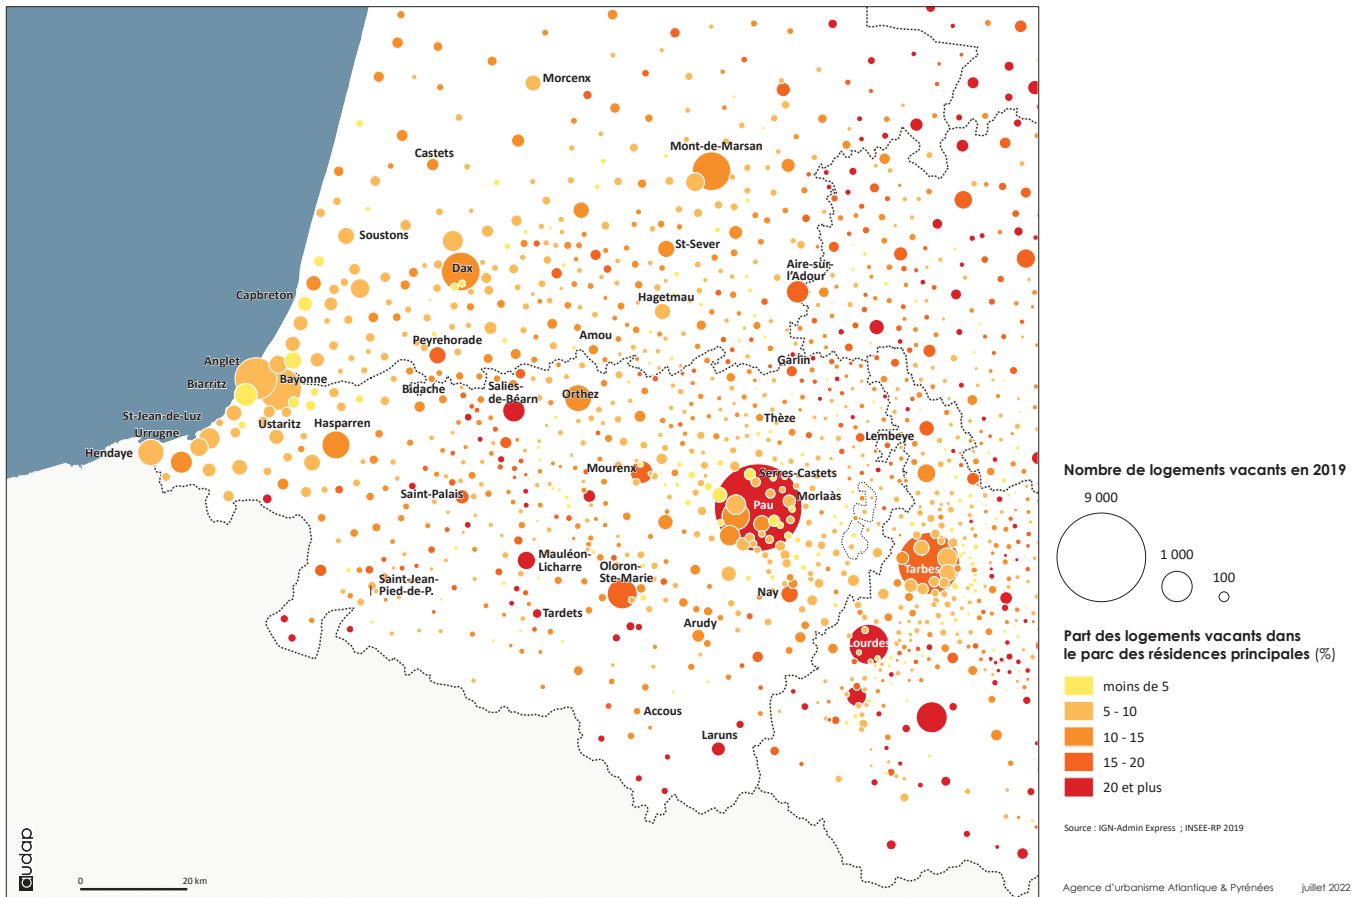 Morcenx
Castets
Mont-de-Marsan
Soustons
St-Sever
Dax
Aire-sur-
l'Adour
Capbreton
Hagetmau
Peyrehorade
Amou
Anglet
Garlin
Biarritz
Bayonne
Bidache
Salies-
de-Béarn
Orthez
St-Jean-de-Luz
Ustaritz
Hasparren
Thèze
Urrugne
Lembeye
Hendaye
Mourenx
Serres-Castets
Saint-Palais
Morlaàs
Pau
Mauléon-
Licharre
Oloron-
Ste-Marie
Tarbes
Saint-Jean-
Pied-de-P.
Nay
Tardets
Arudy
Lourdes
Accous
Laruns
audap
0
20 km
Nombre de logements vacants en 2019
9 000
1 000
100
Part des logements vacants dans
le parc des résidences principales (%)
moins de 5
5 - 10
10 - 15
15 - 20
20 et plus
Source : IGN-Admin Express ; INSEE-RP 2019
Agence d'urbanisme Atlantique & Pyrénées
juillet 2022